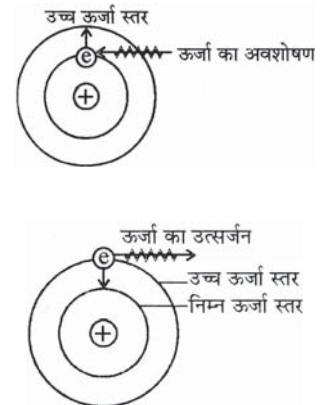 उच्च ऊर्जा स्तर
e
ऊर्जा का अवशोषण
+
ऊर्जा का उत्सर्जन
e
उच्च ऊर्जा स्तर
निम्न ऊर्जा स्तर
+